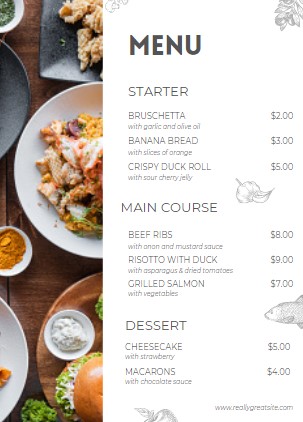 MENU
STARTER
BRUSCHETTA $2.00
with garlic and olive oil
BANANA BREAD $3.00
with slices of orange
CRISPY DUCK ROLL $5.00
with sour cherry jelly
MAIN COURSE
BEEF RIBS $8.00
with onon and mustard sauce
RISOTTO WITH DUCK $9.00
with asparagus & dried tomatoes
GRILLED SALMON $7.00
with vegetables
DESSERT
CHEESECAKE $5.00
with strawberry
MACARONS $4.00
with chocolate sauce
www.reallygreatsite.com